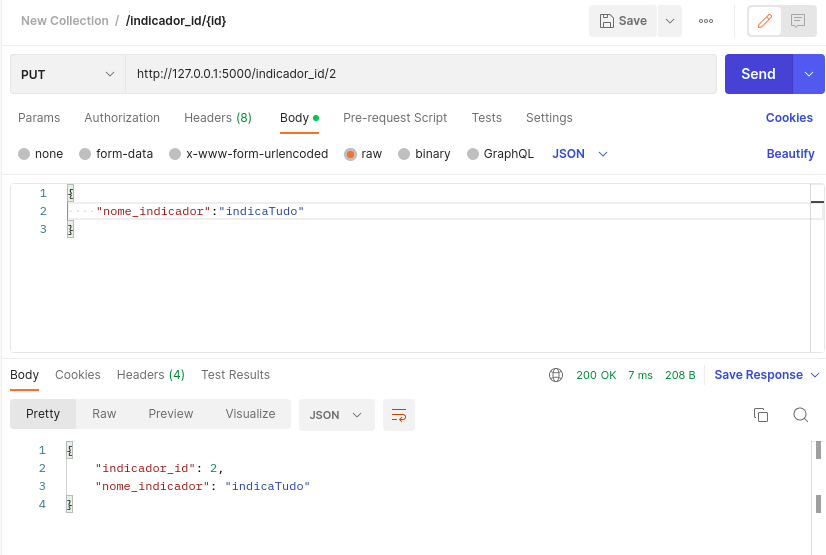 New Collection / /indicador_id/{id} Save
PUT http://127.0.0.1:5000/indicador_id/2 Send
Params Authorization Headers (8) Body Pre-request Script Tests Settings Cookies
none form-data x-www-form-urlencoded raw binary GraphQL JSON Beautify
1 {
2 "nome_indicador":"indicaTudo"
3 }
Body Cookies Headers (4) Test Results 200 OK 7 ms 208 B Save Response
Pretty Raw Preview Visualize JSON
1 {
2 "indicador_id": 2,
3 "nome_indicador": "indicaTudo"
4 }